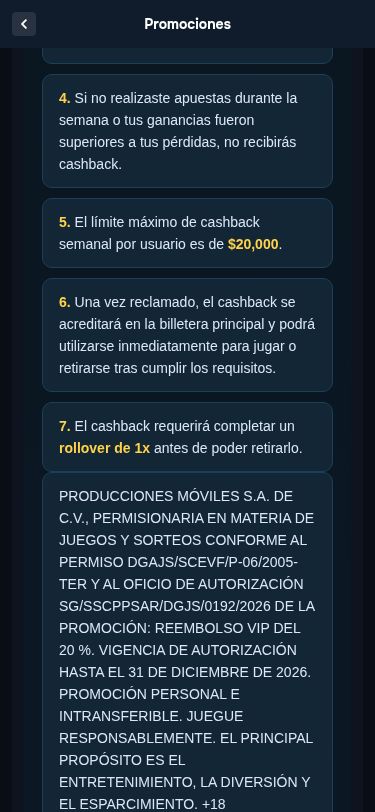 Promociones
4. Si no realizaste apuestas durante la
semana o tus ganancias fueron
superiores a tus pérdidas, no recibirás
cashback.
5. El límite máximo de cashback
semanal por usuario es de $20,000.
6. Una vez reclamado, el cashback se
acreditará en la billetera principal y podrá
utilizarse inmediatamente para jugar o
retirarse tras cumplir los requisitos.
7. El cashback requerirá completar un
rollover de 1x antes de poder retirarlo.
PRODUCCIONES MÓVILES S.A. DE
C.V., PERMISIONARIA EN MATERIA DE
JUEGOS Y SORTEOS CONFORME AL
PERMISO DGAJS/SCEVF/P-06/2005-
TER Y AL OFICIO DE AUTORIZACIÓN
SG/SSCPPSAR/DGJS/0192/2026 DE LA
PROMOCIÓN: REEMBOLSO VIP DEL
20 %. VIGENCIA DE AUTORIZACIÓN
HASTA EL 31 DE DICIEMBRE DE 2026.
PROMOCIÓN PERSONAL E
INTRANSFERIBLE. JUEGUE
RESPONSABLEMENTE. EL PRINCIPAL
PROPÓSITO ES EL
ENTRETENIMIENTO, LA DIVERSIÓN Y
EL ESPARCIMIENTO. +18